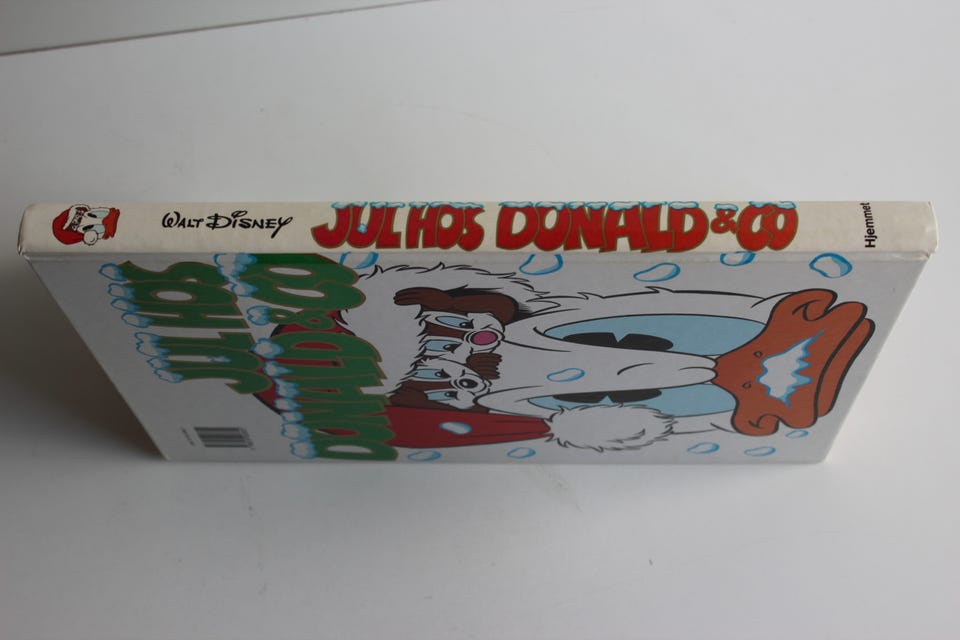 WALT DISNEY JUL HOS DONALD & CO Hjemmet
JUL HOS
DONALD & CO